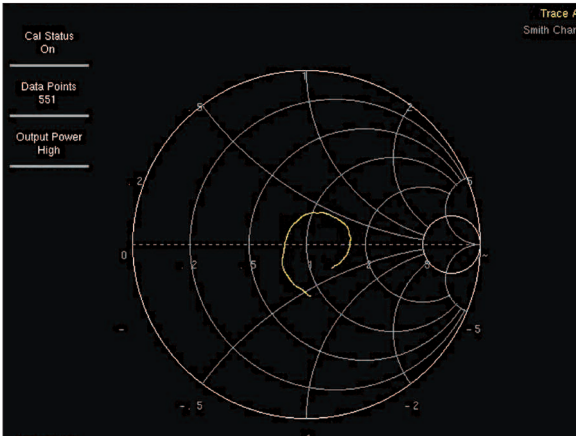 Trace A
Smith Char
Cal Status
On
Data Points
551
Output Power
High
1
.5
2
.2
5
0
.2
.5
1
2
5
~
-
-5
-.5
-2